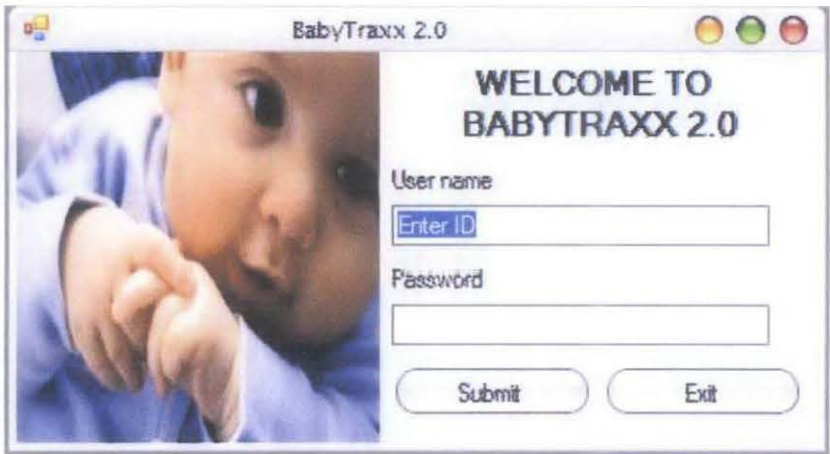 BabyTraxx 2.0
WELCOME TO
BABYTRAXX 2.0
User name
Enter ID
Password
Submit
Exit